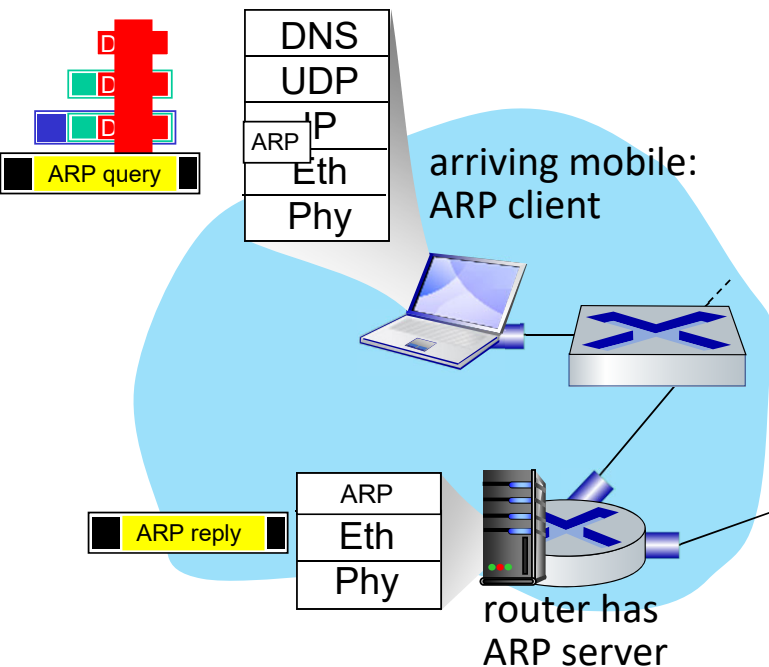 DNS
UDP
IP
ARP
Eth
Phy
D
D
D
ARP query
arriving mobile:
ARP client
ARP
Eth
Phy
ARP reply
router has
ARP server